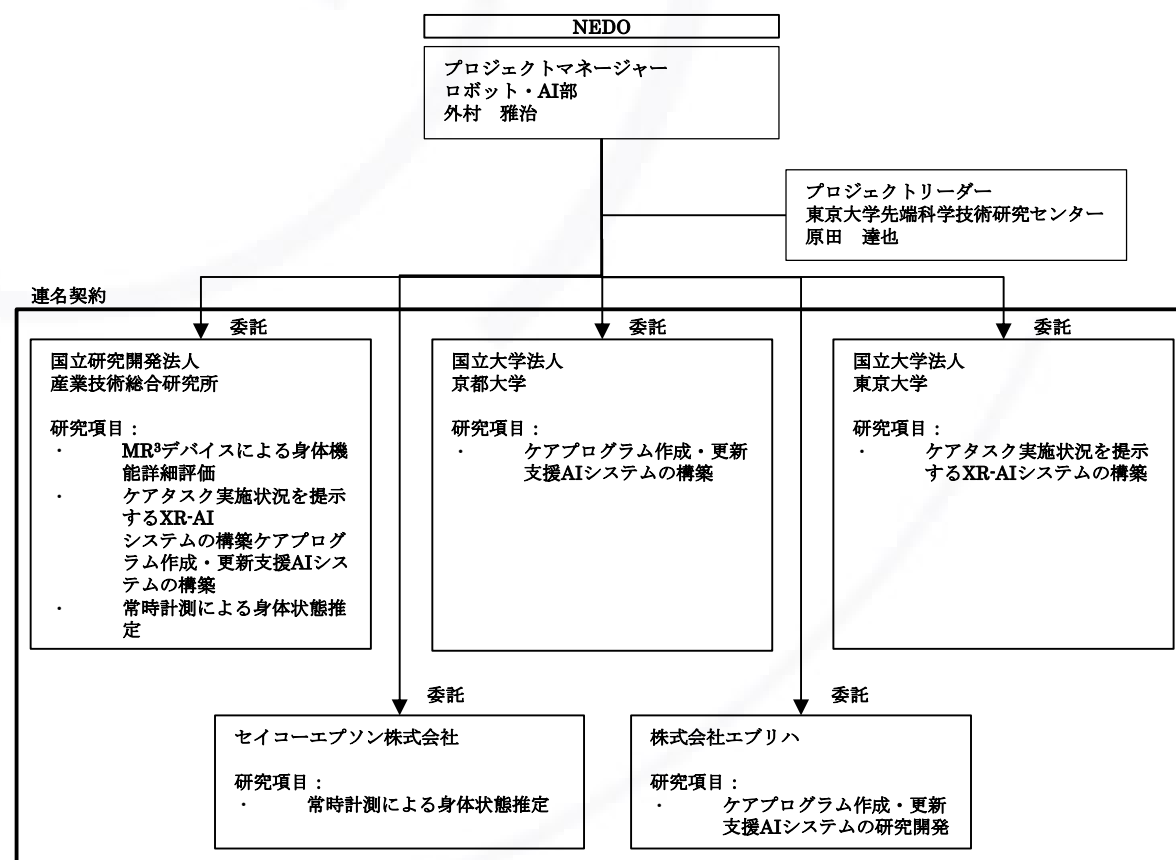 NEDO
プロジェクトマネージャー
ロボット・AI部
外村　雅治
プロジェクトリーダー
東京大学先端科学技術研究センター
原田　達也
連名契約
委託
国立研究開発法人
産業技術総合研究所
研究項目：
・ MR³デバイスによる身体機
能詳細評価
・ ケアタスク実施状況を提示
するXR-AI
システムの構築ケアプログ
ラム作成・更新支援AIシス
テムの構築
・ 常時計測による身体状態推
定
委託
国立大学法人
京都大学
研究項目：
・ ケアプログラム作成・更新
支援AIシステムの構築
委託
国立大学法人
東京大学
研究項目：
・ ケアタスク実施状況を提示
するXR-AIシステムの構築
委託
セイコーエプソン株式会社
研究項目：
・ 常時計測による身体状態推定
委託
株式会社エブリハ
研究項目：
・ ケアプログラム作成・更新
支援AIシステムの研究開発